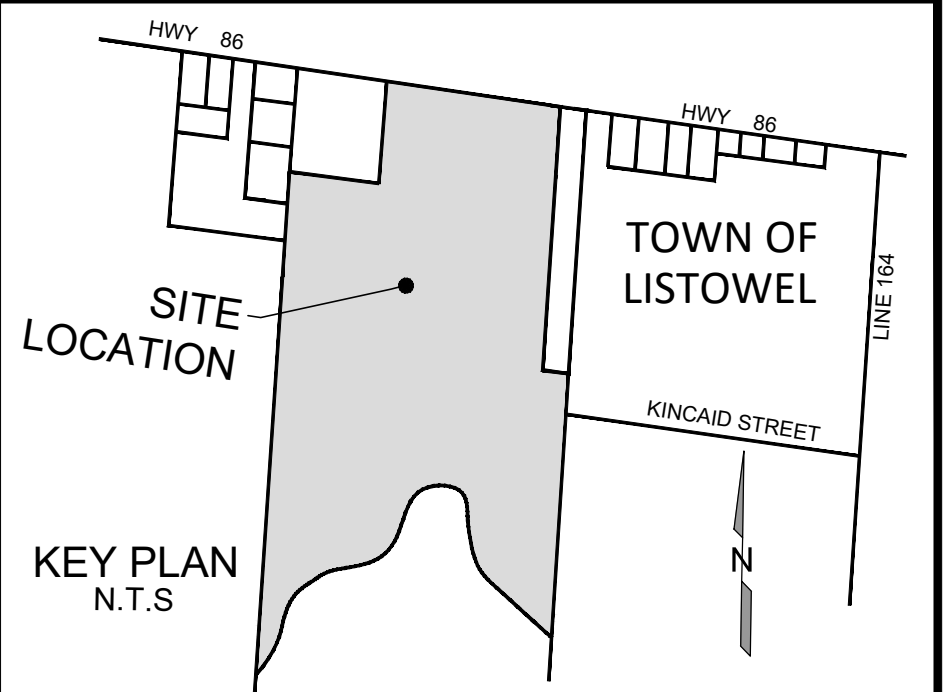 HWY 86
HWY 86
TOWN OF
LISTOWEL
LINE 164
SITE
LOCATION
KINCAID STREET
KEY PLAN
N.T.S
N